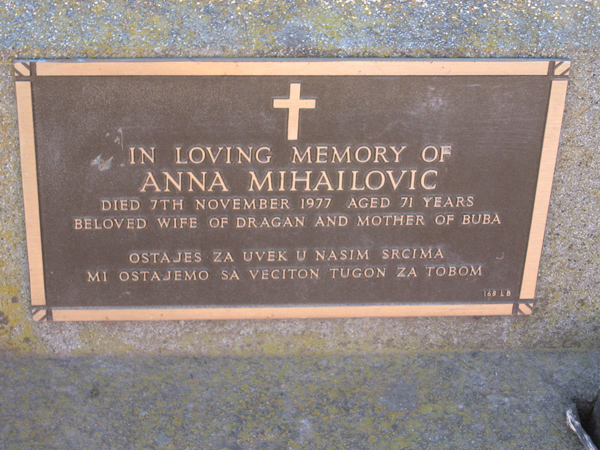 IN LOVING MEMORY OF
ANNA MIHAILOVIC
DIED 7TH NOVEMBER 1977 AGED 71 YEARS
BELOVED WIFE OF DRAGAN AND MOTHER OF BUBA
OSTAJES ZA UVEK U NASIM SRCIMA
MI OSTAJEMO SA VECITON TUGON ZA TOBOM
168 LB